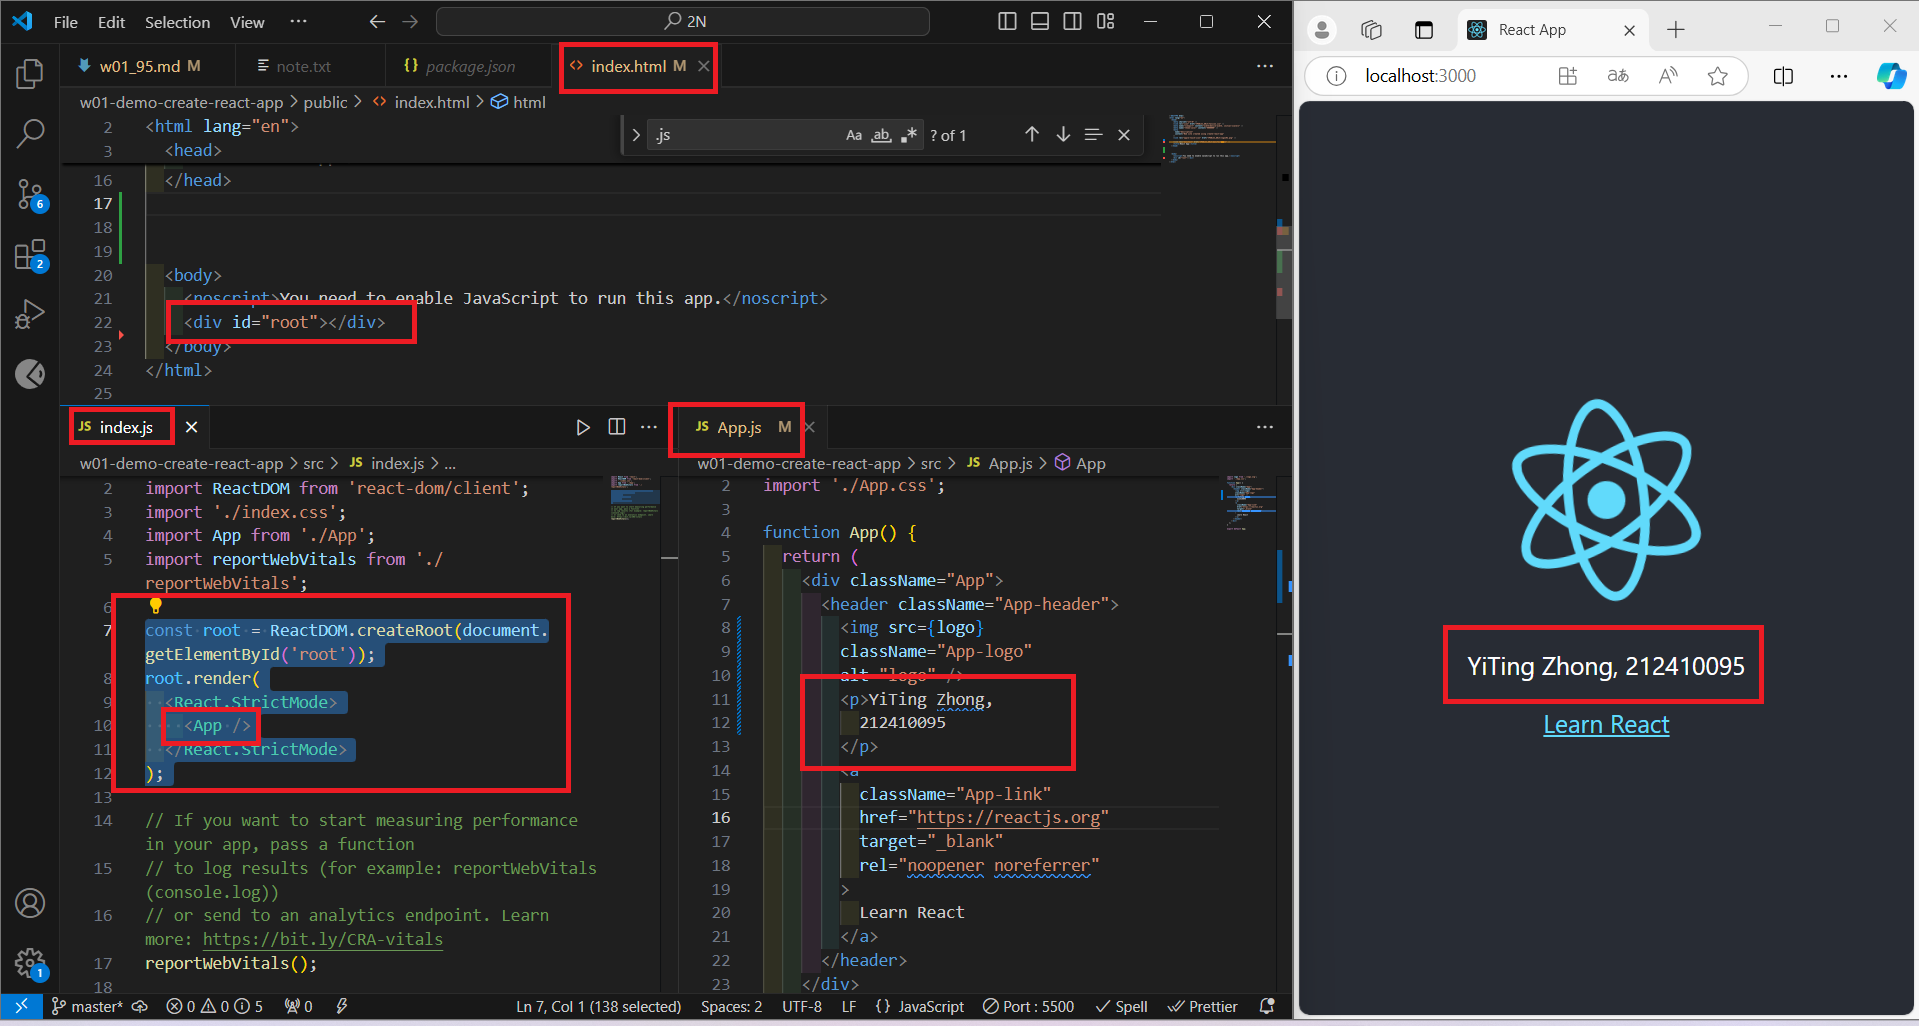 File Edit Selection View ··· 2N
w01_95.md M note.txt package.json index.html M
w01-demo-create-react-app > public > index.html > html
.js Aa ab ? of 1
2 <html lang="en">
3 <head>
16 </head>
17
18
19
20 <body>
21 <noscript>You need to enable JavaScript to run this app.</noscript>
22 <div id="root"></div>
23 </body>
24 </html>
25
6
2
1
JS index.js
w01-demo-create-react-app > src > JS index.js > ...
2 import ReactDOM from 'react-dom/client';
3 import './index.css';
4 import App from './App';
5 import reportWebVitals from './
reportWebVitals';
6
7 const root = ReactDOM.createRoot(document.
getElementById('root'));
8 root.render(
9 <React.StrictMode>
10 <App />
11 </React.StrictMode>
12 );
13
14 // If you want to start measuring performance
in your app, pass a function
15 // to log results (for example: reportWebVitals
(console.log))
16 // or send to an analytics endpoint. Learn
more: https://bit.ly/CRA-vitals
17 reportWebVitals();
18
JS App.js M
w01-demo-create-react-app > src > JS App.js > App
2 import './App.css';
3
4 function App() {
5 return (
6 <div className="App">
7 <header className="App-header">
8 <img src={logo}
9 className="App-logo"
10 alt="logo" />
11 <p>YiTing Zhong,
12 212410095
13 </p>
14 <a
15 className="App-link"
16 href="https://reactjs.org"
17 target="_blank"
18 rel="noopener noreferrer"
19 >
20 Learn React
21 </a>
22 </header>
23 </div>
master* 0 0 5 0 Ln 7, Col 1 (138 selected) Spaces: 2 UTF-8 LF {} JavaScript Port : 5500 Spell Prettier
React App
localhost:3000
YiTing Zhong, 212410095
Learn React